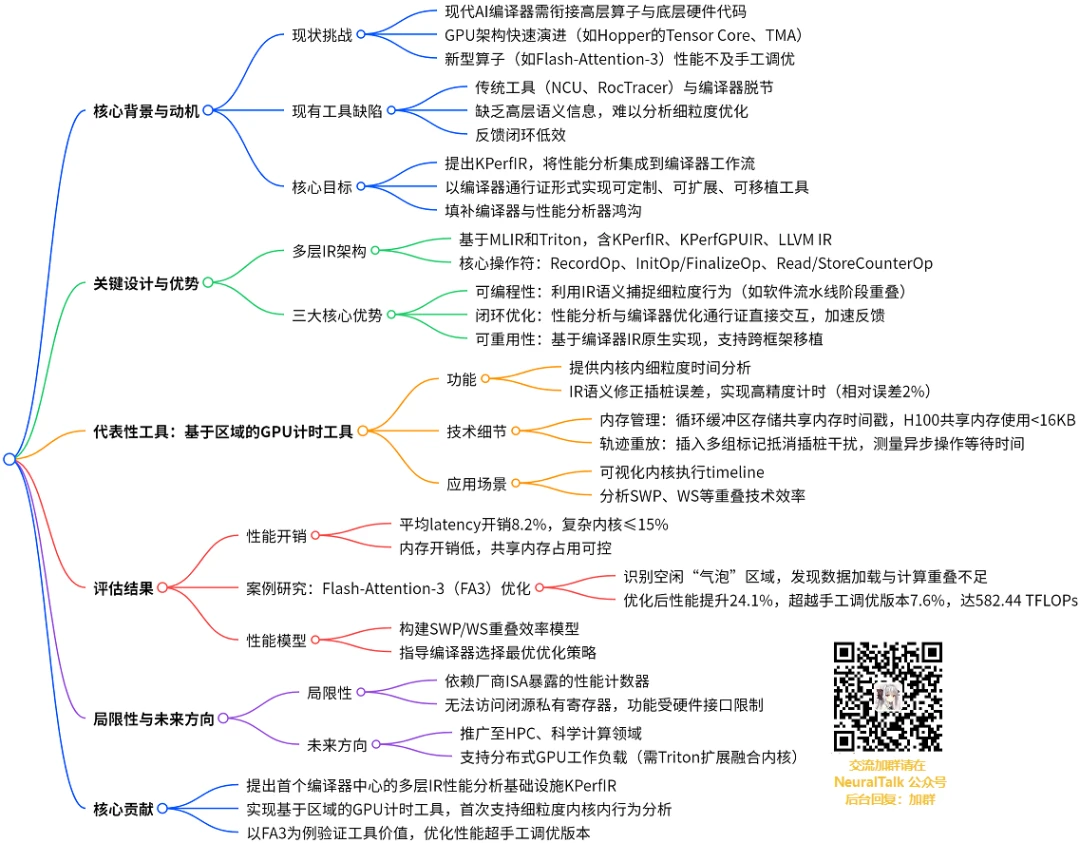 核心背景与动机
现状挑战
现代AI编译器需衔接高层算子与底层硬件代码
GPU架构快速演进（如Hopper的Tensor Core、TMA）
新型算子（如Flash-Attention-3）性能不及手工调优
现有工具缺陷
传统工具（NCU、RocTracer）与编译器脱节
缺乏高层语义信息，难以分析细粒度优化
反馈闭环低效
核心目标
提出KPerfIR，将性能分析集成到编译器工作流
以编译器通行证形式实现可定制、可扩展、可移植工具
填补编译器与性能分析器鸿沟
关键设计与优势
多层IR架构
基于MLIR和Triton，含KPerfIR、KPerfGPUIR、LLVM IR
核心操作符：RecordOp、InitOp/FinalizeOp、Read/StoreCounterOp
三大核心优势
可编程性：利用IR语义捕捉细粒度行为（如软件流水线阶段重叠）
闭环优化：性能分析与编译器优化通行证直接交互，加速反馈
可重用性：基于编译器IR原生实现，支持跨框架移植
代表性工具：基于区域的GPU计时工具
功能
提供内核内细粒度时间分析
IR语义修正插桩误差，实现高精度计时（相对误差2%）
技术细节
内存管理：循环缓冲区存储共享内存时间戳，H100共享内存使用<16KB
轨迹重放：插入多组标记抵消插桩干扰，测量异步操作等待时间
应用场景
可视化内核执行timeline
分析SWP、WS等重叠技术效率
评估结果
性能开销
平均latency开销8.2%，复杂内核≤15%
内存开销低，共享内存占用可控
案例研究：Flash-Attention-3（FA3）优化
识别空闲“气泡”区域，发现数据加载与计算重叠不足
优化后性能提升24.1%，超越手工调优版本7.6%，达582.44 TFLOPs
性能模型
构建SWP/WS重叠效率模型
指导编译器选择最优优化策略
局限性与未来方向
局限性
依赖厂商ISA暴露的性能计数器
无法访问闭源私有寄存器，功能受硬件接口限制
未来方向
推广至HPC、科学计算领域
支持分布式GPU工作负载（需Triton扩展融合内核）
核心贡献
提出首个编译器中心的多层IR性能分析基础设施KPerfIR
实现基于区域的GPU计时工具，首次支持细粒度内核内行为分析
以FA3为例验证工具价值，优化性能超手工调优版本
交流加群请在
NeuralTalk 公众号
后台回复：加群